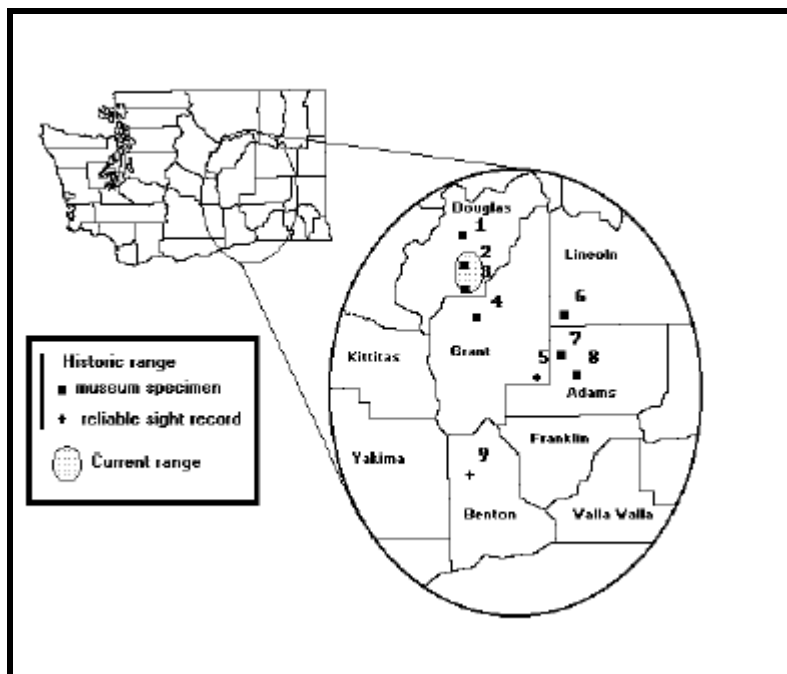 Douglas
1
2
3
Lincoln
4
6
7
Kittitas
Grant
5
8
Adams
Historic range
museum specimen
reliable sight record
Current range
Yakima
Franklin
9
Benton
Walla Walla